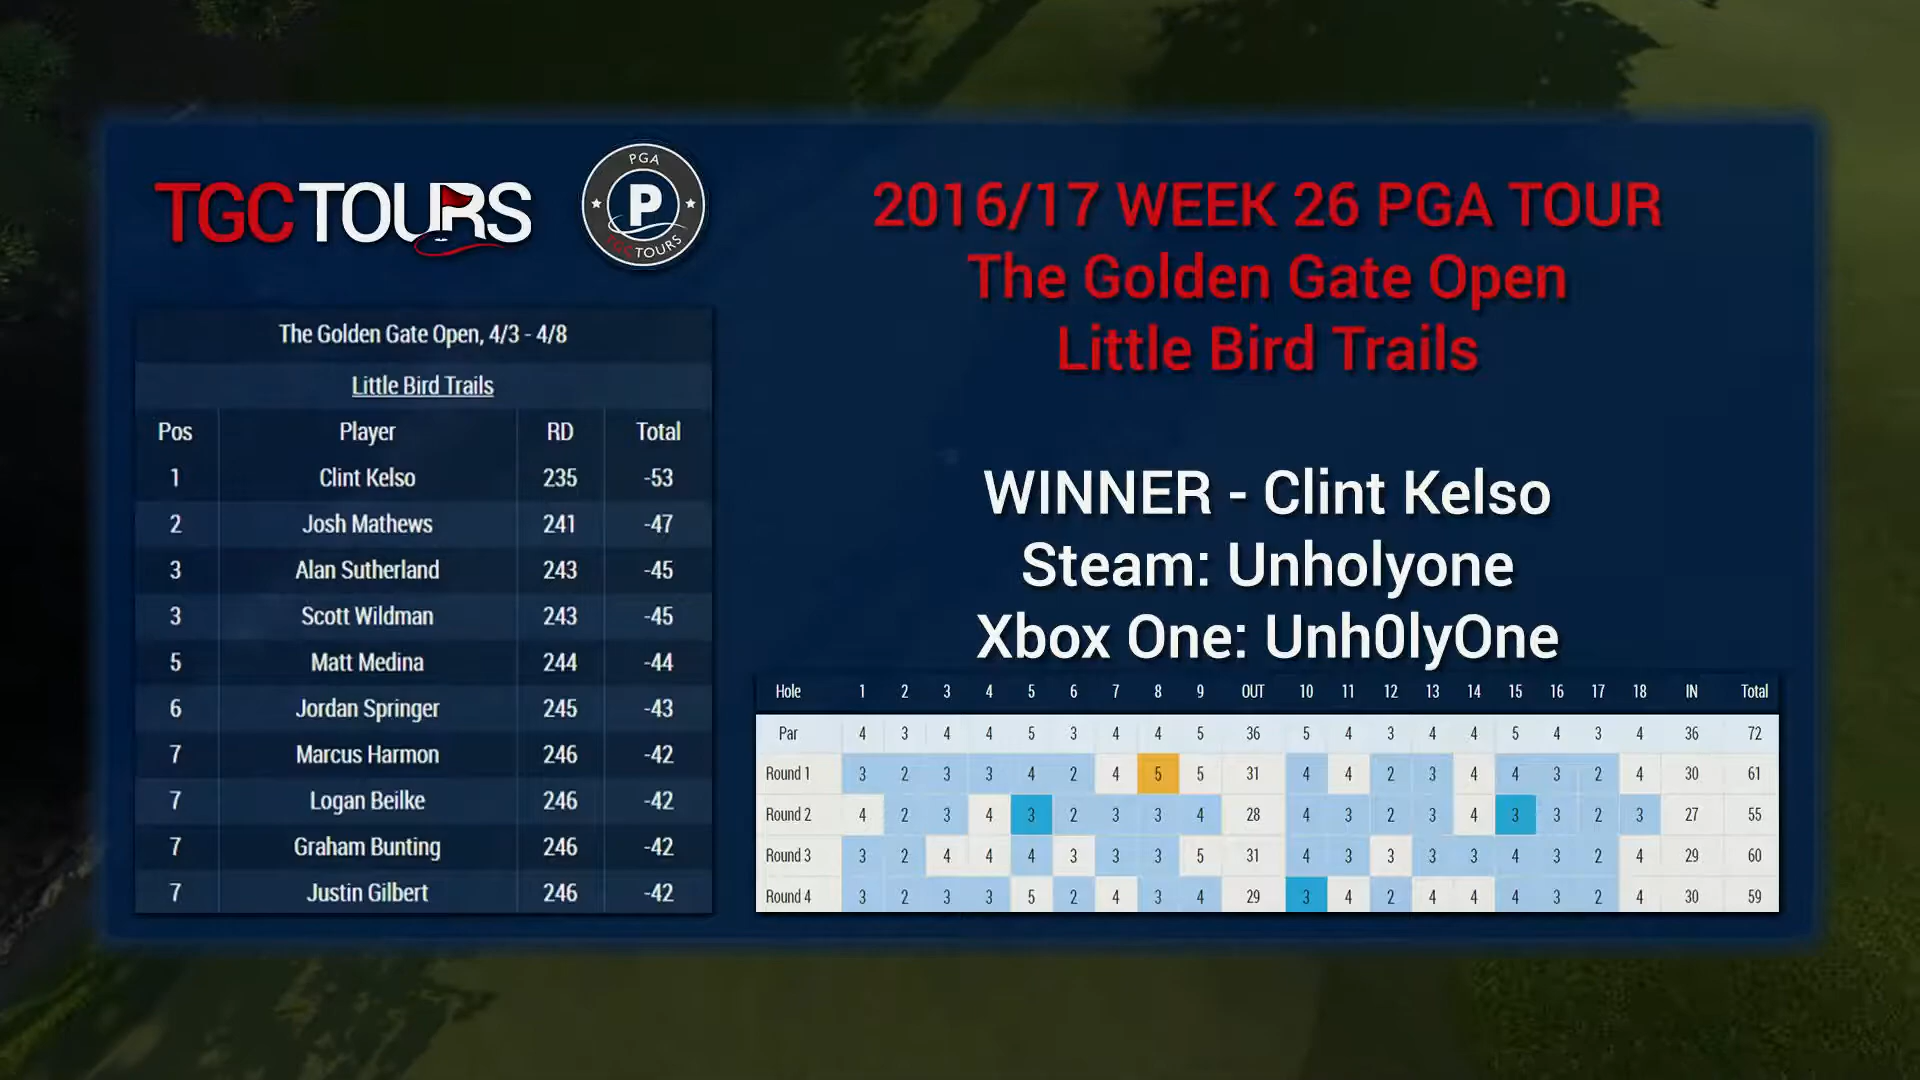 TGCTOURS
PGA
P
TGCTOURS
2016/17 WEEK 26 PGA TOUR
The Golden Gate Open
Little Bird Trails
The Golden Gate Open, 4/3 - 4/8
Little Bird Trails
Pos Player RD Total
1 Clint Kelso 235 -53
2 Josh Mathews 241 -47
3 Alan Sutherland 243 -45
3 Scott Wildman 243 -45
5 Matt Medina 244 -44
6 Jordan Springer 245 -43
7 Marcus Harmon 246 -42
7 Logan Beilke 246 -42
7 Graham Bunting 246 -42
7 Justin Gilbert 246 -42
WINNER - Clint Kelso
Steam: Unholyone
Xbox One: Unh0lyOne
Hole 1 2 3 4 5 6 7 8 9 OUT 10 11 12 13 14 15 16 17 18 IN Total
Par 4 3 4 4 5 3 4 4 5 36 5 4 3 4 4 5 4 3 4 36 72
Round 1 3 2 3 3 4 2 4 5 5 31 4 4 2 3 4 4 3 2 4 30 61
Round 2 4 2 3 4 3 2 3 3 4 28 4 3 2 3 4 3 3 2 3 27 55
Round 3 3 2 4 4 4 3 3 3 5 31 4 3 3 3 3 4 3 2 4 29 60
Round 4 3 2 3 3 5 2 4 3 4 29 3 4 2 4 4 4 3 2 4 30 59